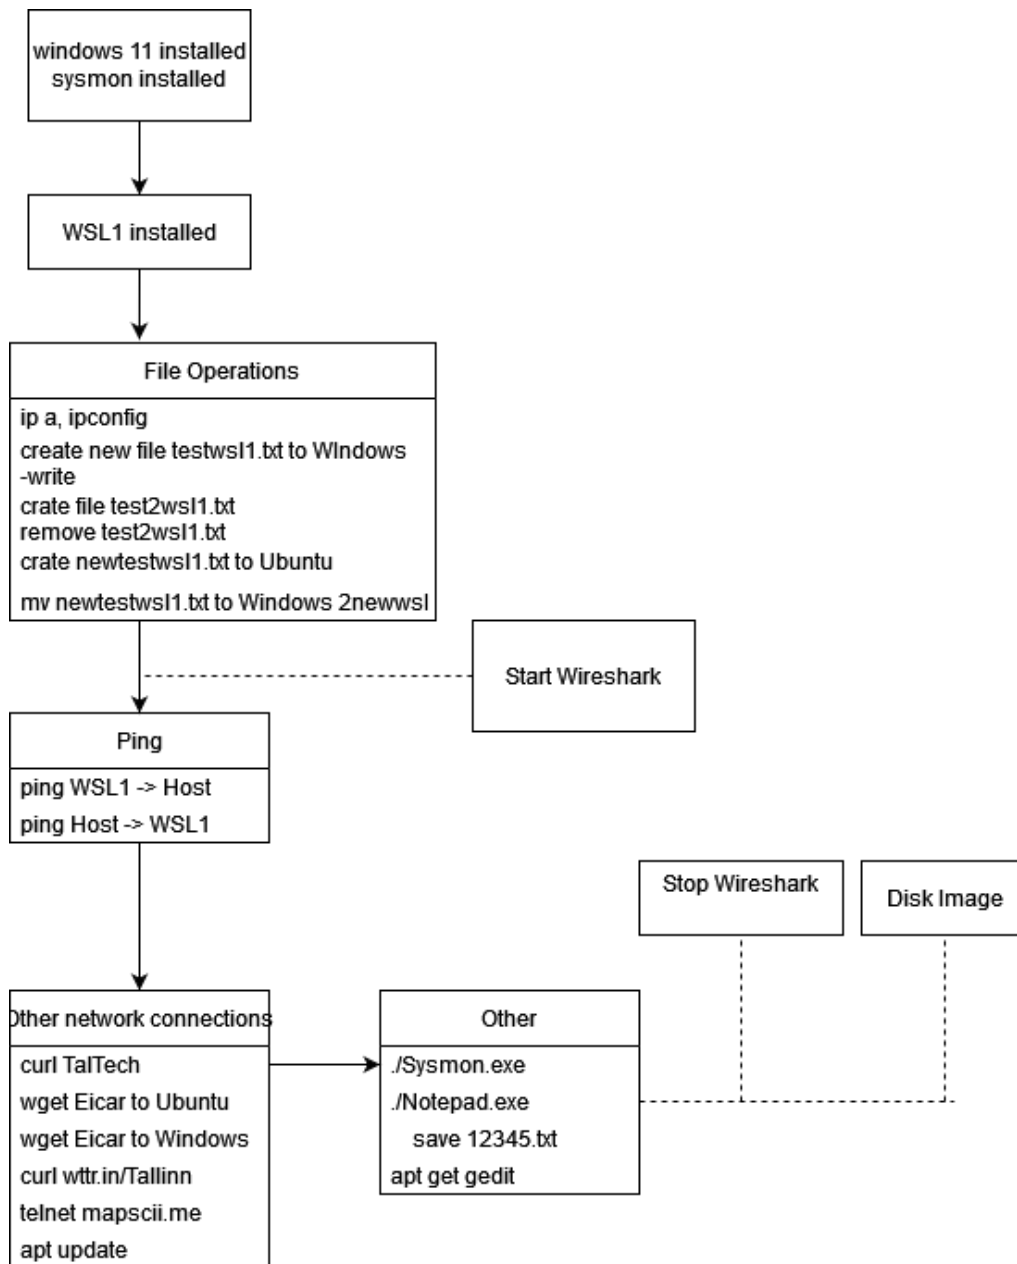 windows 11 installed
sysmon installed
WSL1 installed
File Operations
ip a, ipconfig
create new file testwsl1.txt to WIndows
-write
crate file test2wsl1.txt
remove test2wsl1.txt
crate newtestwsl1.txt to Ubuntu
mv newtestwsl1.txt to Windows 2newwsl
Start Wireshark
Ping
ping WSL1 -> Host
ping Host -> WSL1
Stop Wireshark
Disk Image
Other network connections
curl TalTech
wget Eicar to Ubuntu
wget Eicar to Windows
curl wttr.in/Tallinn
telnet mapscii.me
apt update
Other
./Sysmon.exe
./Notepad.exe
save 12345.txt
apt get gedit